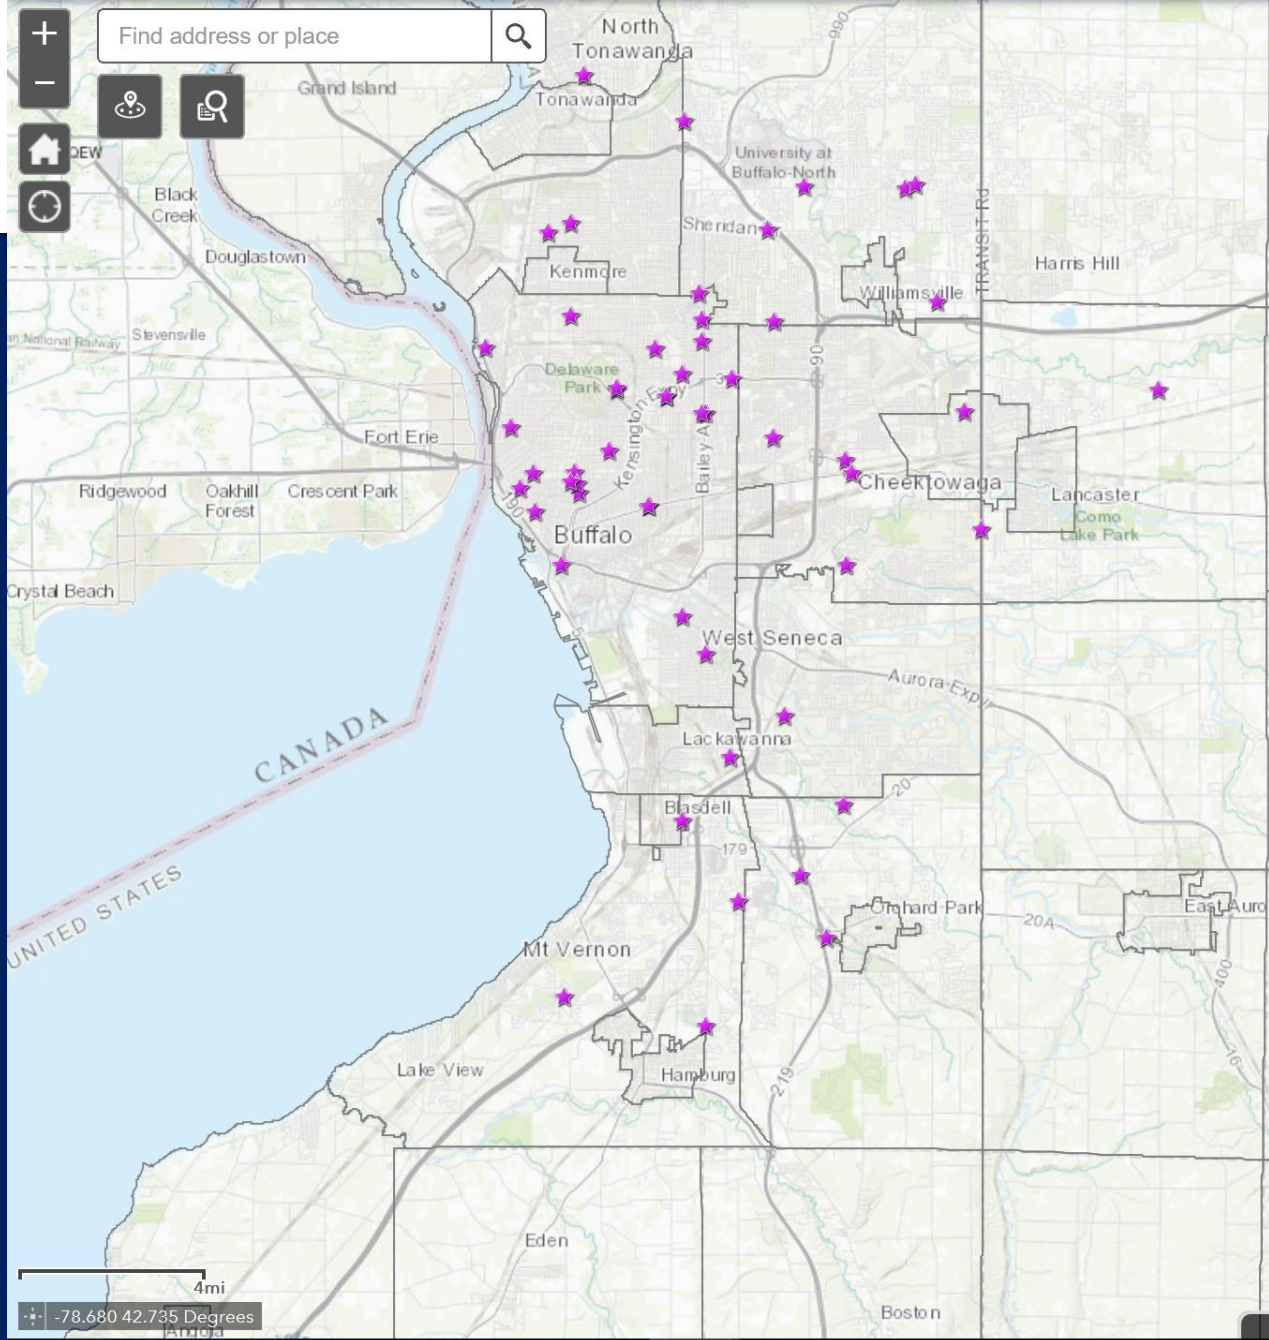 Find address or place
North
Tonawanda
990
Grand Island
Tonawanda
QEW
University at
Buffalo-North
Black
Creek
TRANSIT Rd
Sheridan
Douglastown
Harris Hill
Kenmore
Williamsville
Stevensville
an National Railway
90
Delaware
Park
Kensington-Expy
Fort Erie
Bailey A
Cheektowaga
Ridgewood
Oakhill
Forest
Crescent Park
Lancaster
190
Como
Lake Park
Buffalo
Crystal Beach
5
West Seneca
Aurora-Expy
CANADA
Lackawanna
20
Blasdell
179
UNITED STATES
Orchard Park
East Auro
20A
Mt Vernon
400
16
Lake View
Hamburg
219
Eden
4mi
Boston
-78.680 42.735 Degrees
Angola